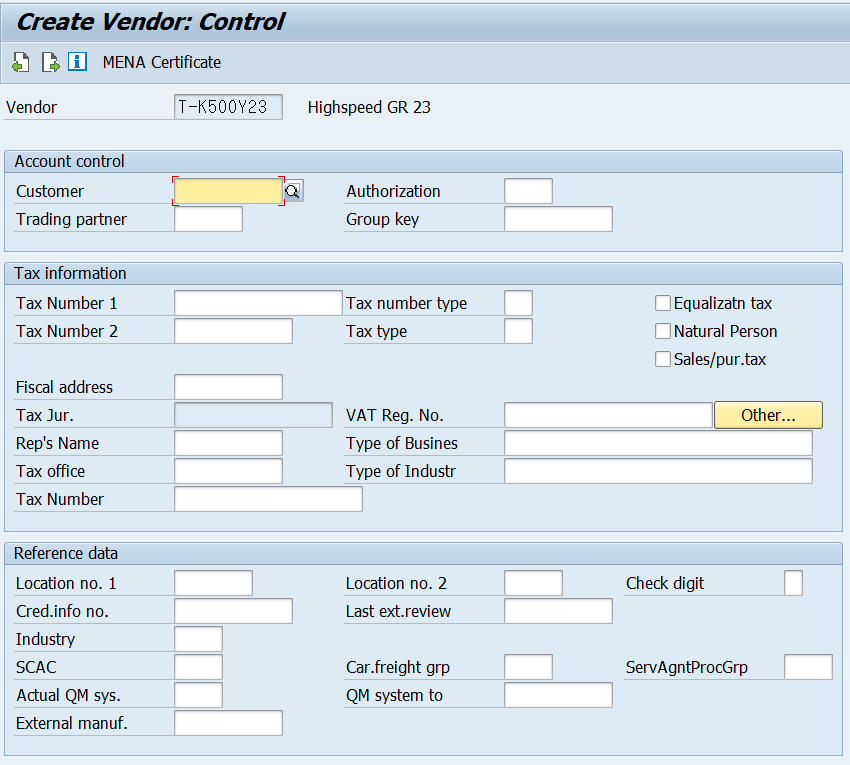 Create Vendor: Control
MENA Certificate
Vendor T-K500Y23 Highspeed GR 23
Account control
Customer Authorization
Trading partner Group key
Tax information
Tax Number 1 Tax number type Equalizatn tax
Tax Number 2 Tax type Natural Person
Sales/pur.tax
Fiscal address
Tax Jur. VAT Reg. No. Other...
Rep's Name Type of Busines
Tax office Type of Industr
Tax Number
Reference data
Location no. 1 Location no. 2 Check digit
Cred.info no. Last ext.review
Industry
SCAC Car.freight grp ServAgntProcGrp
Actual QM sys. QM system to
External manuf.